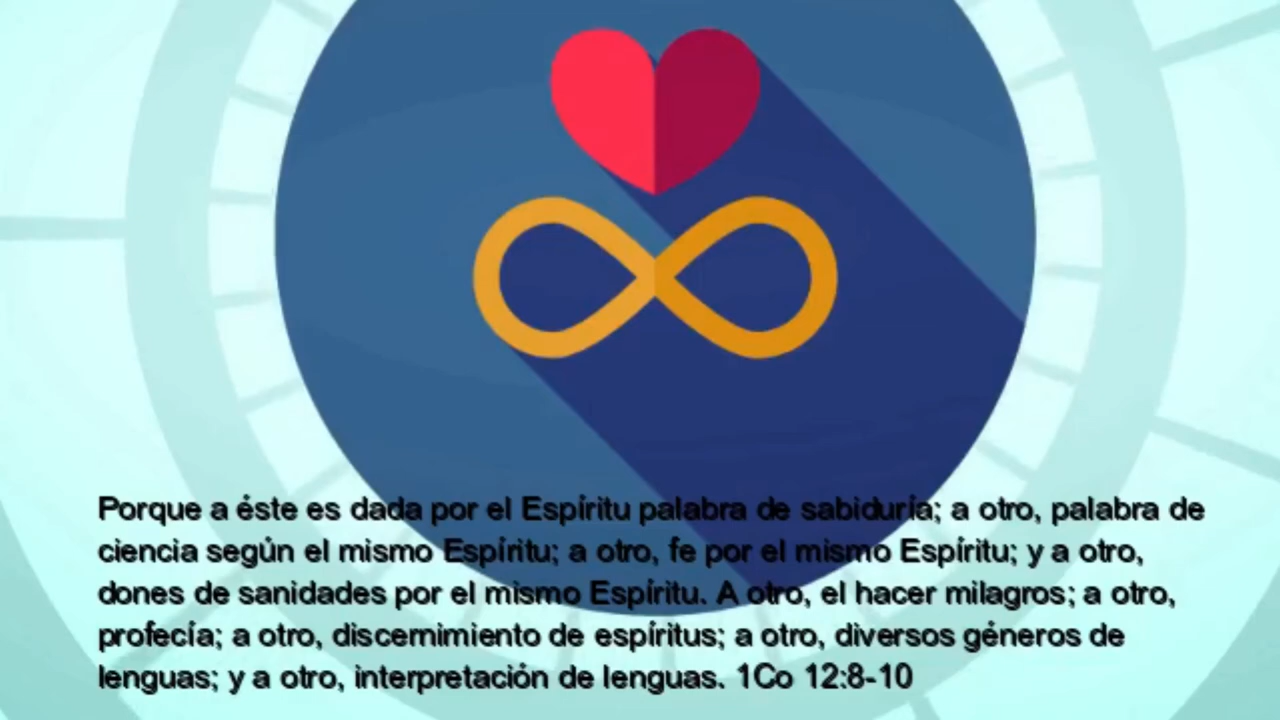 Porque a éste es dada por el Espíritu palabra de sabiduría; a otro, palabra de
ciencia según el mismo Espíritu; a otro, fe por el mismo Espíritu; y a otro,
dones de sanidades por el mismo Espíritu. A otro, el hacer milagros; a otro,
profecía; a otro, discernimiento de espíritus; a otro, diversos géneros de
lenguas; y a otro, interpretación de lenguas. 1Co 12:8-10